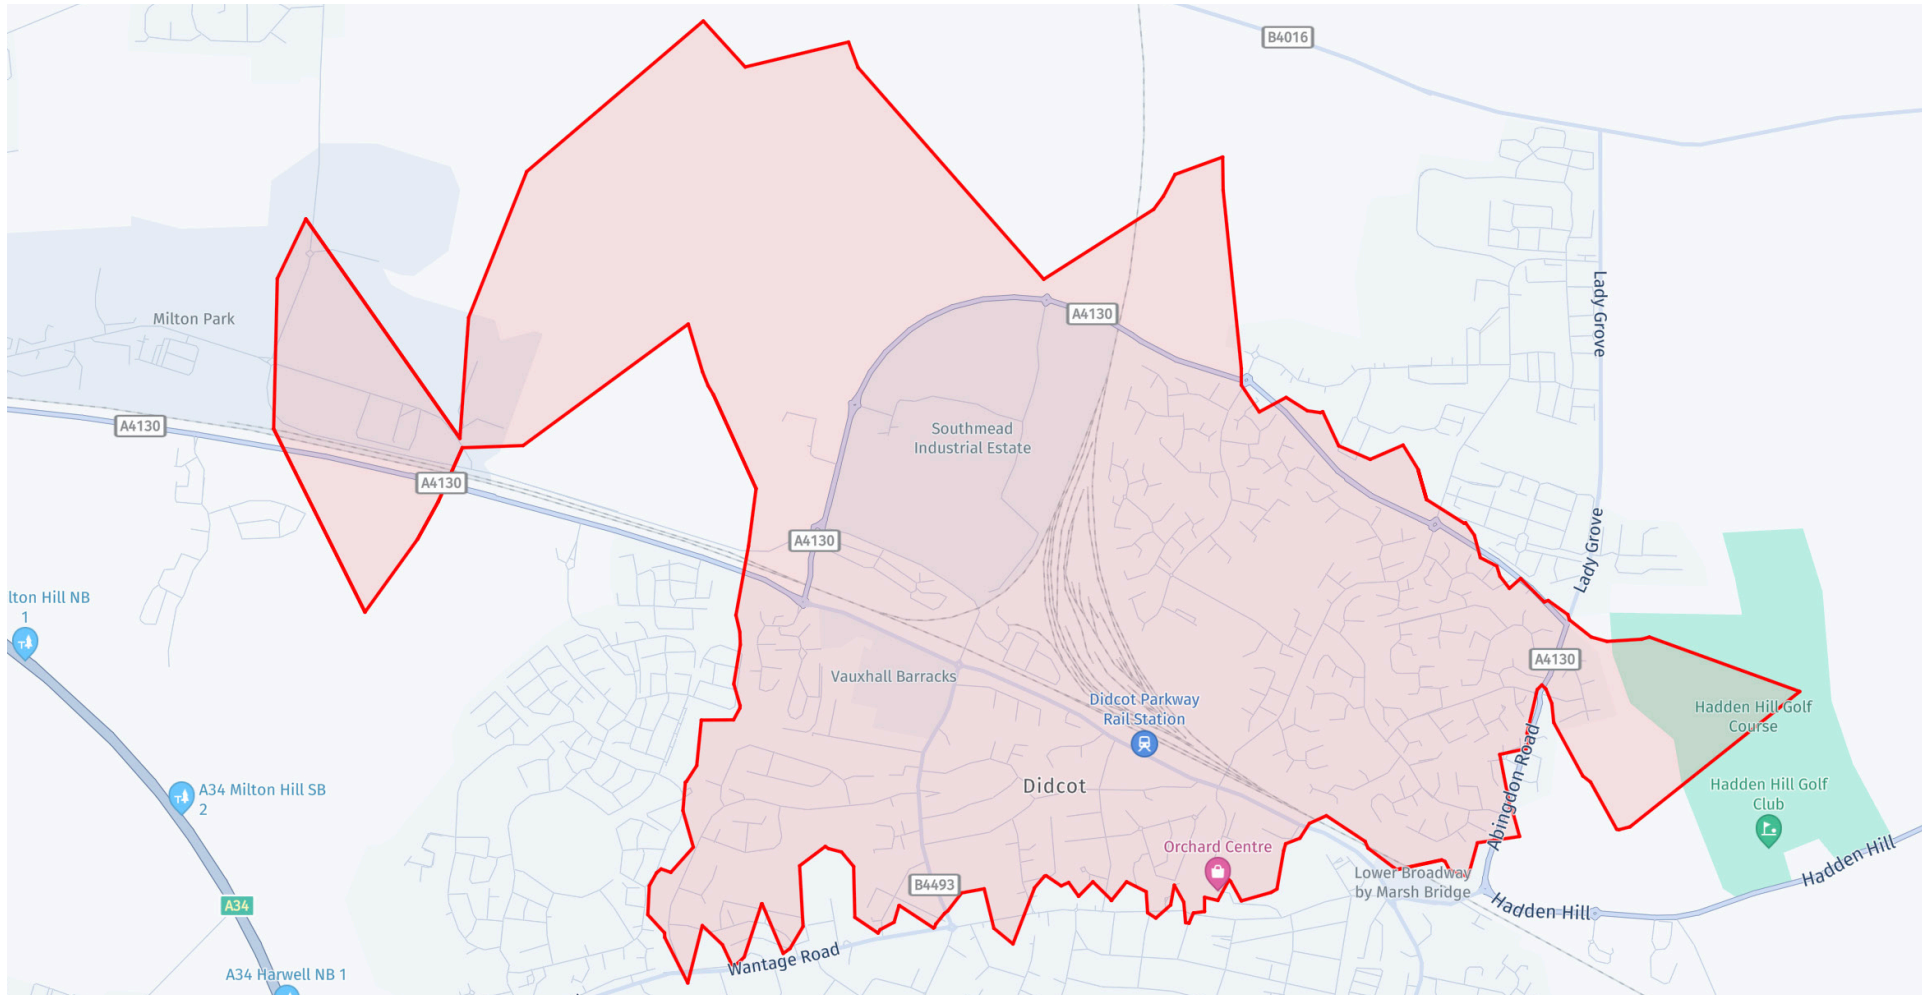 B4016
Lady Grove
A4130
Milton Park
A4130
Southmead
Industrial Estate
A4130
A4130
Lady Grove
lton Hill NB
1
A4130
Vauxhall Barracks
Didcot Parkway
Rail Station
Hadden Hill Golf
Course
Abingdon Road
A34 Milton Hill SB
2
Didcot
Hadden Hill Golf
Club
Orchard Centre
Hadden Hill
Lower Broadway
by Marsh Bridge
B4493
A34
Hadden Hill
Wantage Road
A34 Harwell NB 1